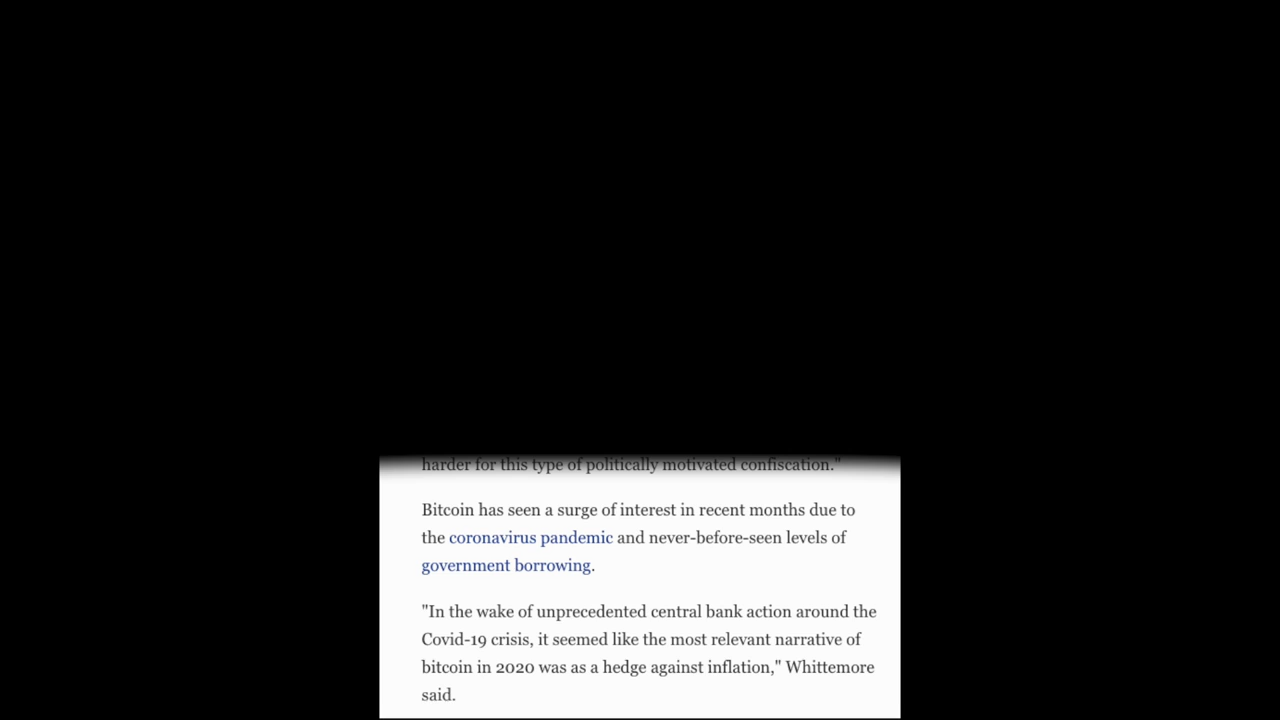 harder for this type of politically motivated confiscation."
Bitcoin has seen a surge of interest in recent months due to
the coronavirus pandemic and never-before-seen levels of
government borrowing.
"In the wake of unprecedented central bank action around the
Covid-19 crisis, it seemed like the most relevant narrative of
bitcoin in 2020 was as a hedge against inflation," Whittemore
said.